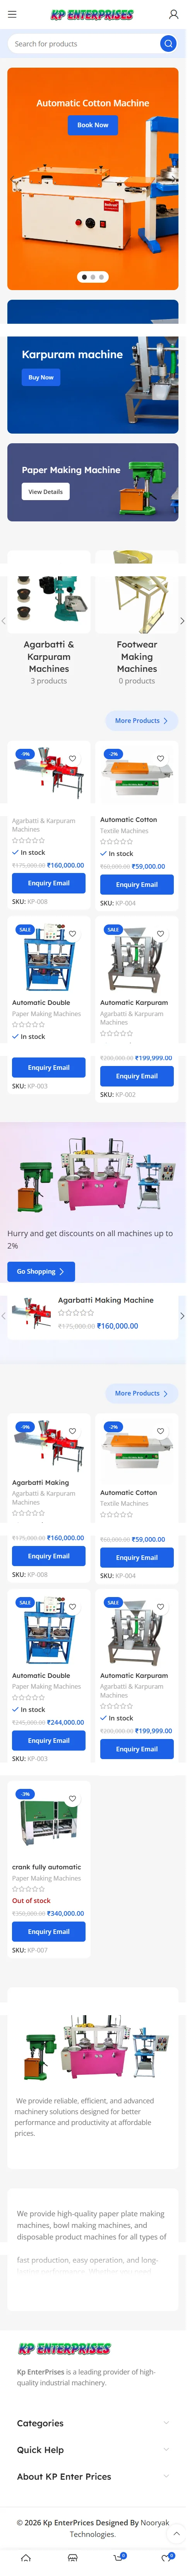 KP ENTERPRISES
Search for products
Automatic Cotton Machine
Book Now
Karpuram machine
Buy Now
Paper Making Machine
View Details
Agarbatti &
Karpuram
Machines
3 products
Footwear
Making
Machines
0 products
More Products
-9%
Agarbatti & Karpuram
Machines
In stock
₹175,000.00 ₹160,000.00
Enquiry Email
SKU: KP-008
-2%
Automatic Cotton
Textile Machines
In stock
₹60,000.00 ₹59,000.00
Enquiry Email
SKU: KP-004
SALE
Automatic Double
Paper Making Machines
In stock
Enquiry Email
SKU: KP-003
SALE
Automatic Karpuram
Agarbatti & Karpuram
Machines
₹200,000.00 ₹199,999.00
Enquiry Email
SKU: KP-002
Hurry and get discounts on all machines up to
2%
Go Shopping
Agarbatti Making Machine
₹175,000.00 ₹160,000.00
More Products
-9%
Agarbatti Making
Agarbatti & Karpuram
Machines
₹175,000.00 ₹160,000.00
Enquiry Email
SKU: KP-008
-2%
Automatic Cotton
Textile Machines
₹60,000.00 ₹59,000.00
Enquiry Email
SKU: KP-004
SALE
Automatic Double
Paper Making Machines
In stock
₹245,000.00 ₹244,000.00
Enquiry Email
SKU: KP-003
SALE
Automatic Karpuram
Agarbatti & Karpuram
Machines
In stock
₹200,000.00 ₹199,999.00
Enquiry Email
-3%
crank fully automatic
Paper Making Machines
Out of stock
₹350,000.00 ₹340,000.00
Enquiry Email
SKU: KP-007
We provide reliable, efficient, and advanced
machinery solutions designed for better
performance and productivity at affordable
prices.
We provide high-quality paper plate making
machines, bowl making machines, and
disposable product machines for all types of
fast production, easy operation, and long-
KP ENTERPRISES
Kp EnterPrises is a leading provider of high-
quality industrial machinery.
Categories
Quick Help
About KP Enter Prices
© 2026 Kp EnterPrices Designed By Nooryak
Technologies.
0
0